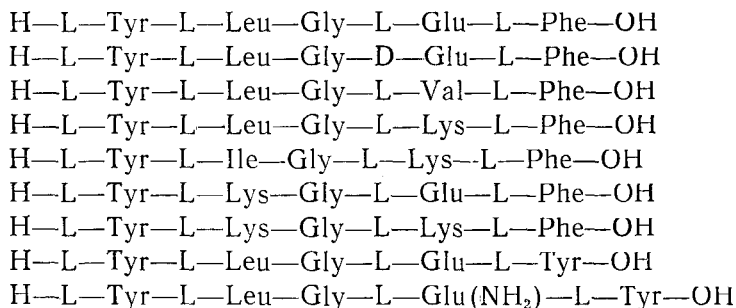 H—L—Tyr—L—Leu—Gly—L—Glu—L—Phe—OH
H—L—Tyr—L—Leu—Gly—D—Glu—L—Phe—OH
H—L—Tyr—L—Leu—Gly—L—Val—L—Phe—OH
H—L—Tyr—L—Leu—Gly—L—Lys—L—Phe—OH
H—L—Tyr—L—Ile—Gly—L—Lys—L—Phe—OH
H—L—Tyr—L—Lys—Gly—L—Glu—L—Phe—OH
H—L—Tyr—L—Lys—Gly—L—Lys—L—Phe—OH
H—L—Tyr—L—Leu—Gly—L—Glu—L—Tyr—OH
H—L—Tyr—L—Leu—Gly—L—Glu(NH₂)—L—Tyr—OH